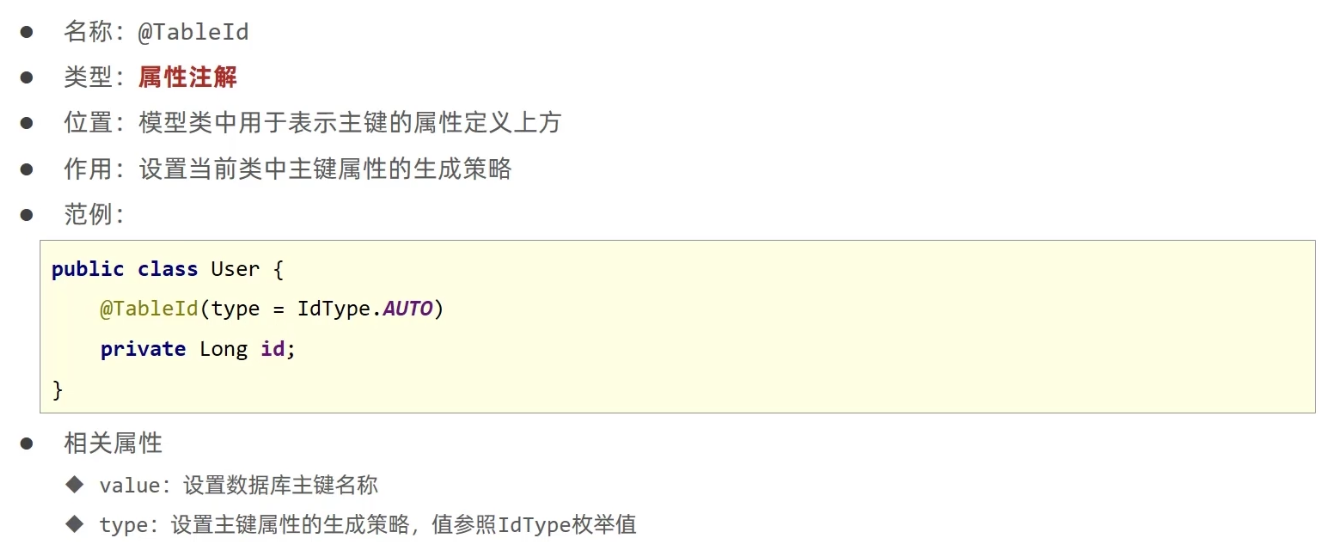 ● 名称：@TableId
● 类型：属性注解
● 位置：模型类中用于表示主键的属性定义上方
● 作用：设置当前类中主键属性的生成策略
● 范例：
public class User {
    @TableId(type = IdType.AUTO)
    private Long id;
}
● 相关属性
◆ value：设置数据库主键名称
◆ type：设置主键属性的生成策略，值参照IdType枚举值